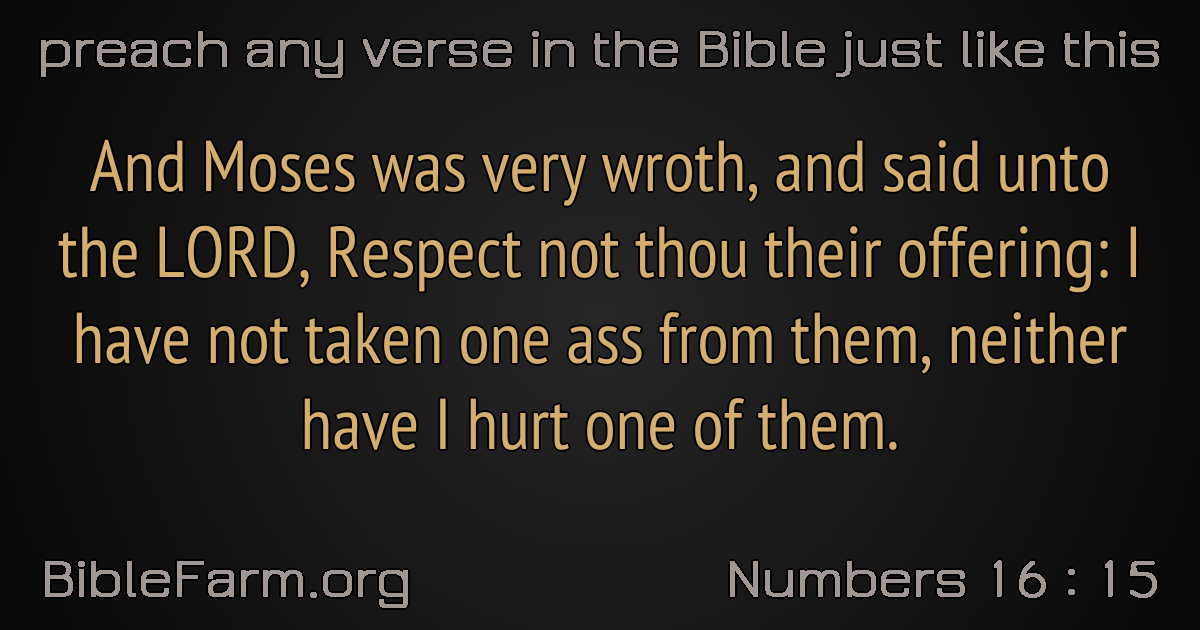 preach any verse in the Bible just like this
And Moses was very wroth, and said unto
the LORD, Respect not thou their offering: I
have not taken one ass from them, neither
have I hurt one of them.
BibleFarm.org
Numbers 16 : 15